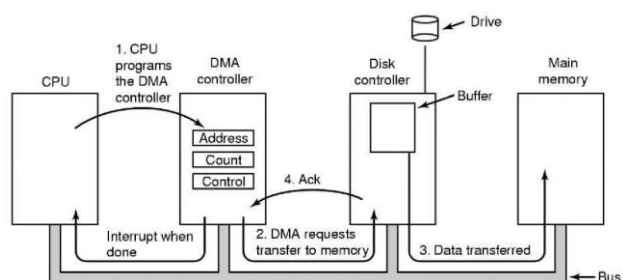 Drive
1. CPU
programs
the DMA
controller
CPU
DMA
controller
Disk
controller
Main
memory
Buffer
Address
Count
Control
4. Ack
Interrupt when
done
2. DMA requests
transfer to memory
3. Data transferred
Bus